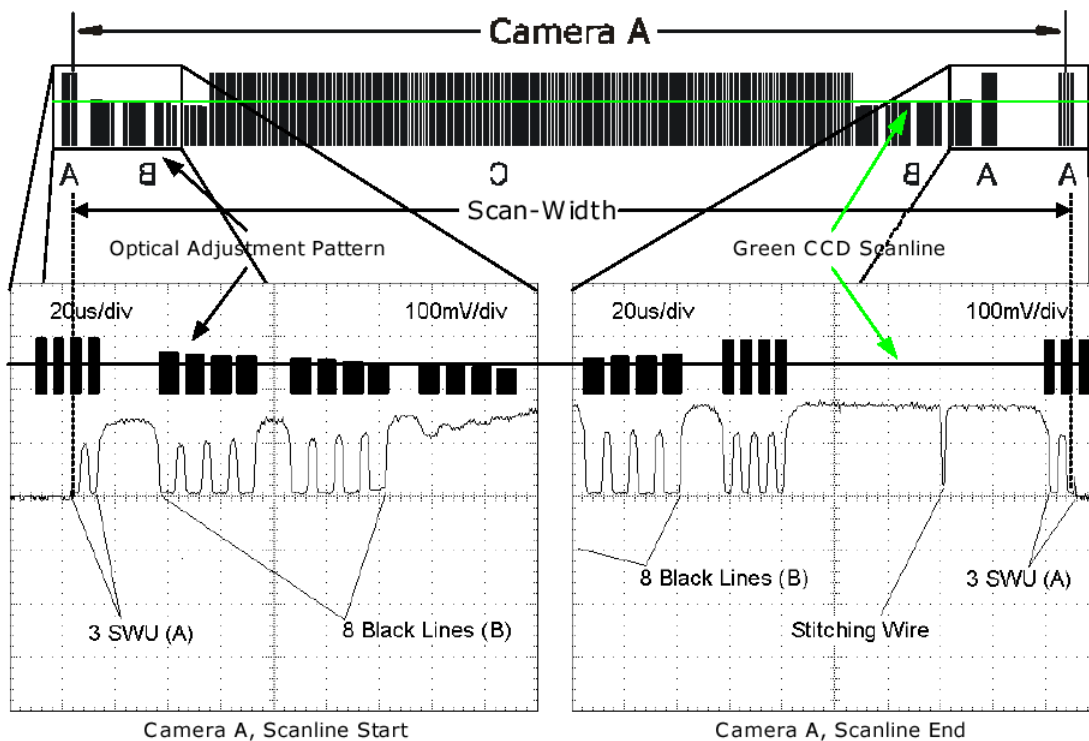 Camera A
A B C B A A
Scan-Width
Optical Adjustment Pattern
Green CCD Scanline
20us/div 100mV/div
20us/div 100mV/div
3 SWU (A)
8 Black Lines (B)
8 Black Lines (B)
3 SWU (A)
Stitching Wire
Camera A, Scanline Start
Camera A, Scanline End